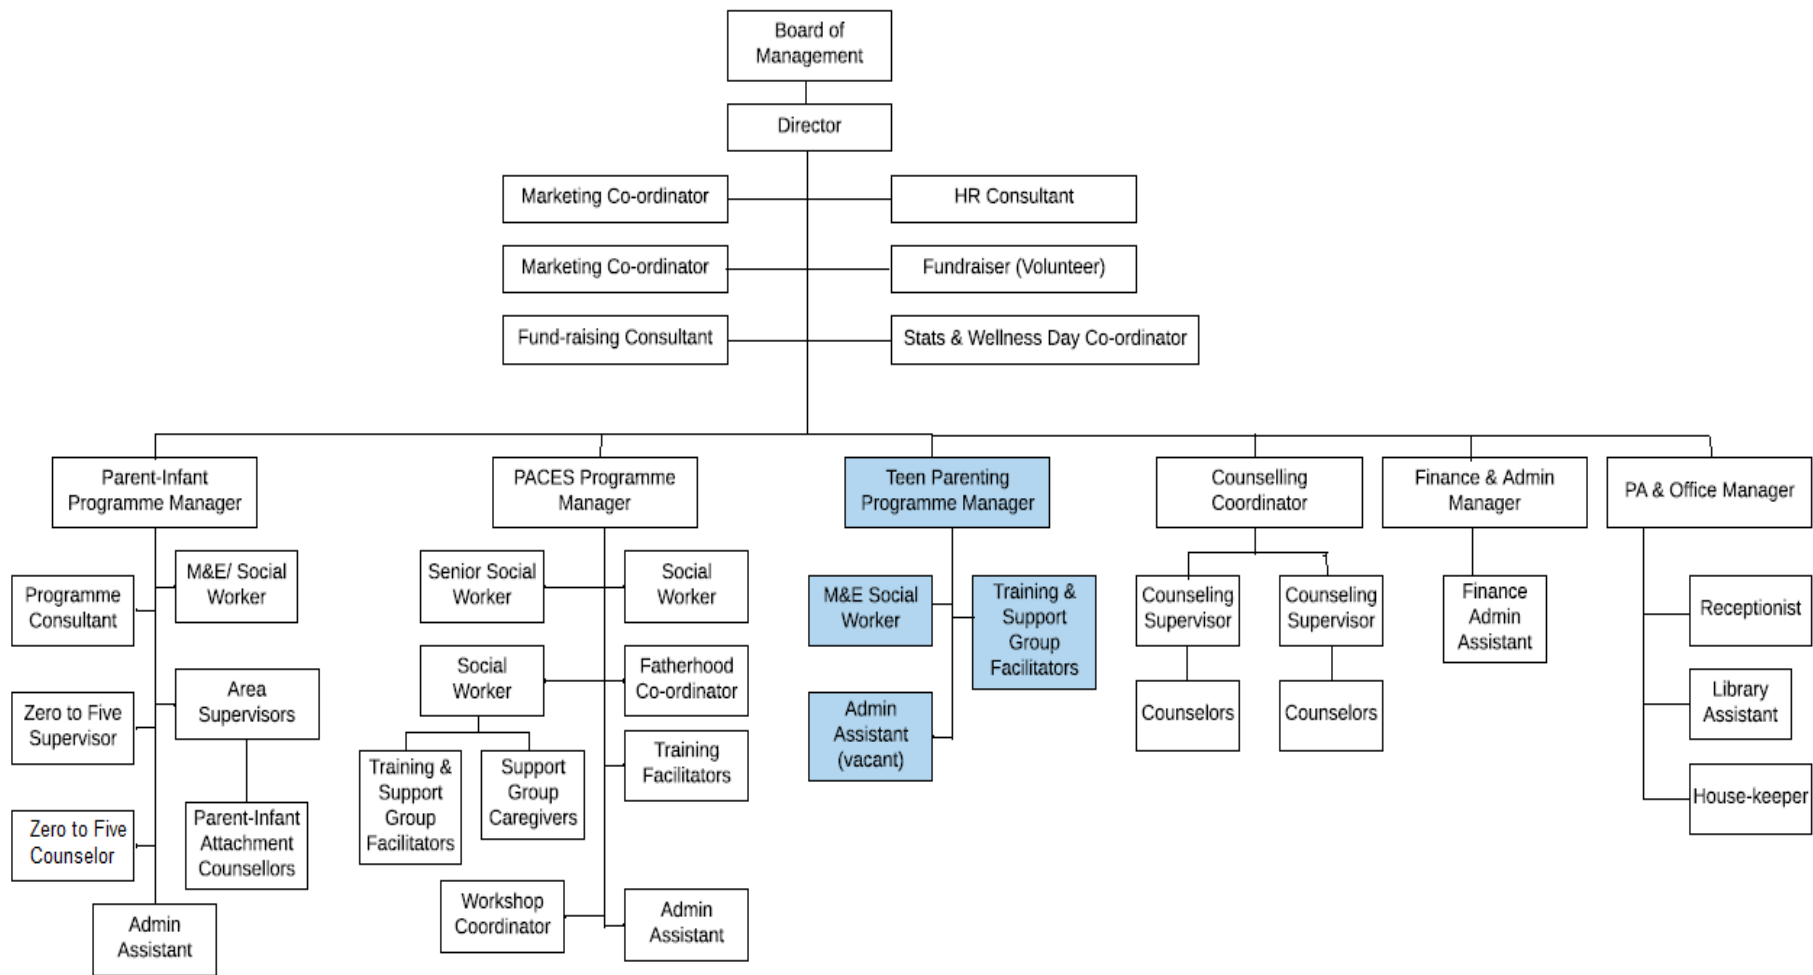 Board of
Management
Director
Marketing Co-ordinator
HR Consultant
Marketing Co-ordinator
Fundraiser (Volunteer)
Fund-raising Consultant
Stats & Wellness Day Co-ordinator
Parent-Infant
Programme Manager
PACES Programme
Manager
Teen Parenting
Programme Manager
Counselling
Coordinator
Finance & Admin
Manager
PA & Office Manager
Programme
Consultant
M&E/ Social
Worker
Zero to Five
Supervisor
Area
Supervisors
Zero to Five
Counselor
Parent-Infant
Attachment
Counsellors
Admin
Assistant
Senior Social
Worker
Social
Worker
Social
Worker
Fatherhood
Co-ordinator
Training &
Support
Group
Facilitators
Support
Group
Caregivers
Training
Facilitators
Workshop
Coordinator
Admin
Assistant
M&E Social
Worker
Training &
Support
Group
Facilitators
Admin
Assistant
(vacant)
Counseling
Supervisor
Counseling
Supervisor
Counselors
Counselors
Finance
Admin
Assistant
Receptionist
Library
Assistant
House-keeper